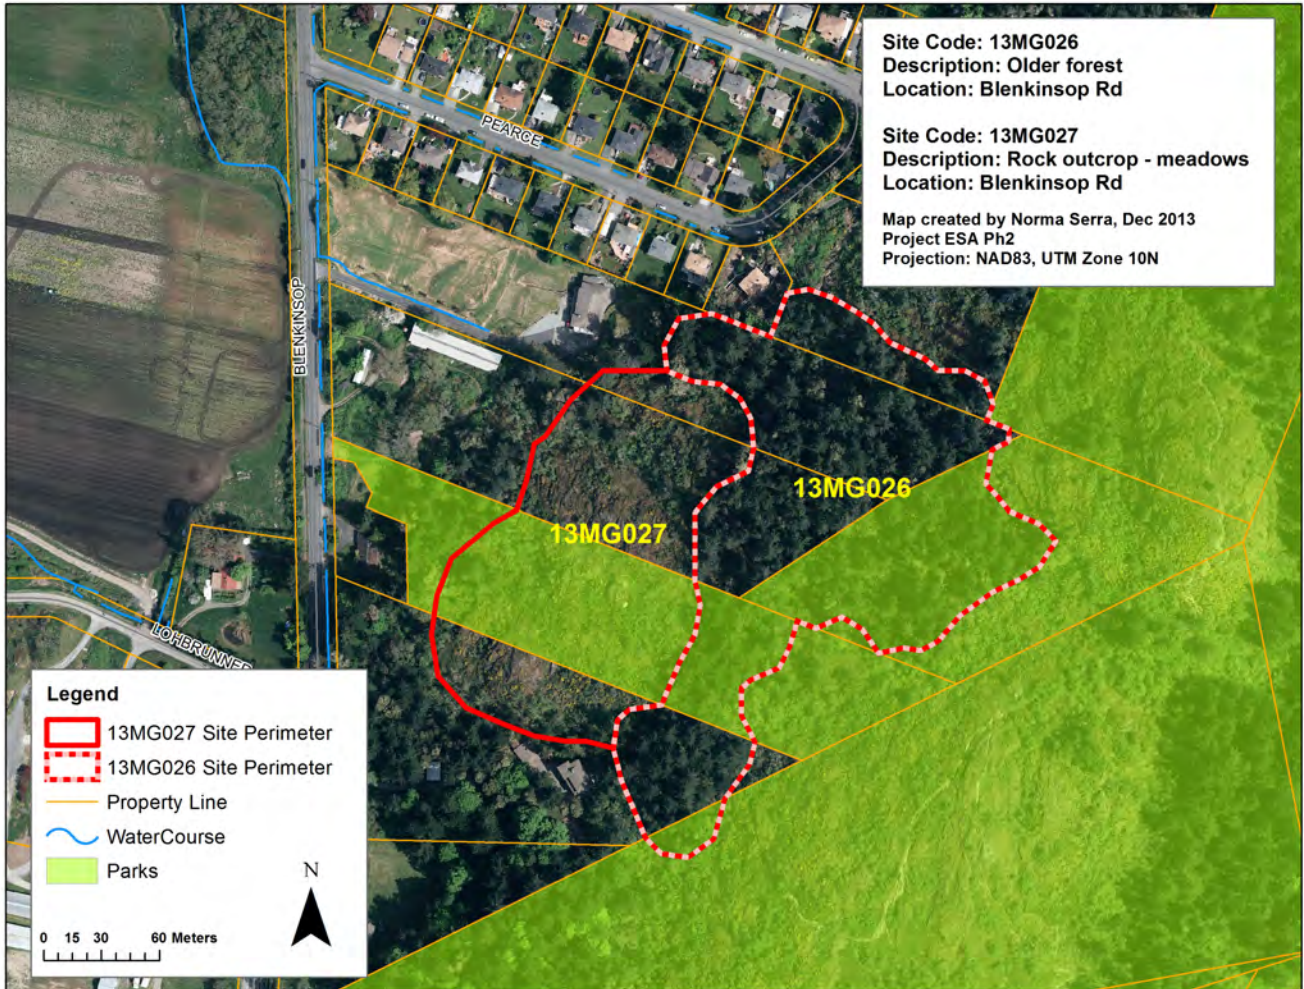 Site Code: 13MG026
Description: Older forest
Location: Blenkinsop Rd
Site Code: 13MG027
Description: Rock outcrop - meadows
Location: Blenkinsop Rd
Map created by Norma Serra, Dec 2013
Project ESA Ph2
Projection: NAD83, UTM Zone 10N
PEARCE
BLENKINSOP
13MG026
13MG027
LOHBRUNNER
Legend
13MG027 Site Perimeter
13MG026 Site Perimeter
Property Line
WaterCourse
Parks
N
0 15 30 60 Meters